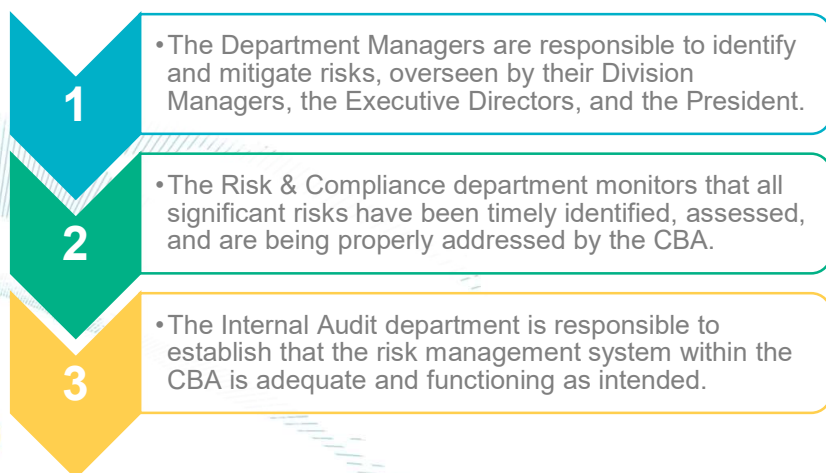 1
•The Department Managers are responsible to identify
and mitigate risks, overseen by their Division
Managers, the Executive Directors, and the President.
2
•The Risk & Compliance department monitors that all
significant risks have been timely identified, assessed,
and are being properly addressed by the CBA.
3
•The Internal Audit department is responsible to
establish that the risk management system within the
CBA is adequate and functioning as intended.